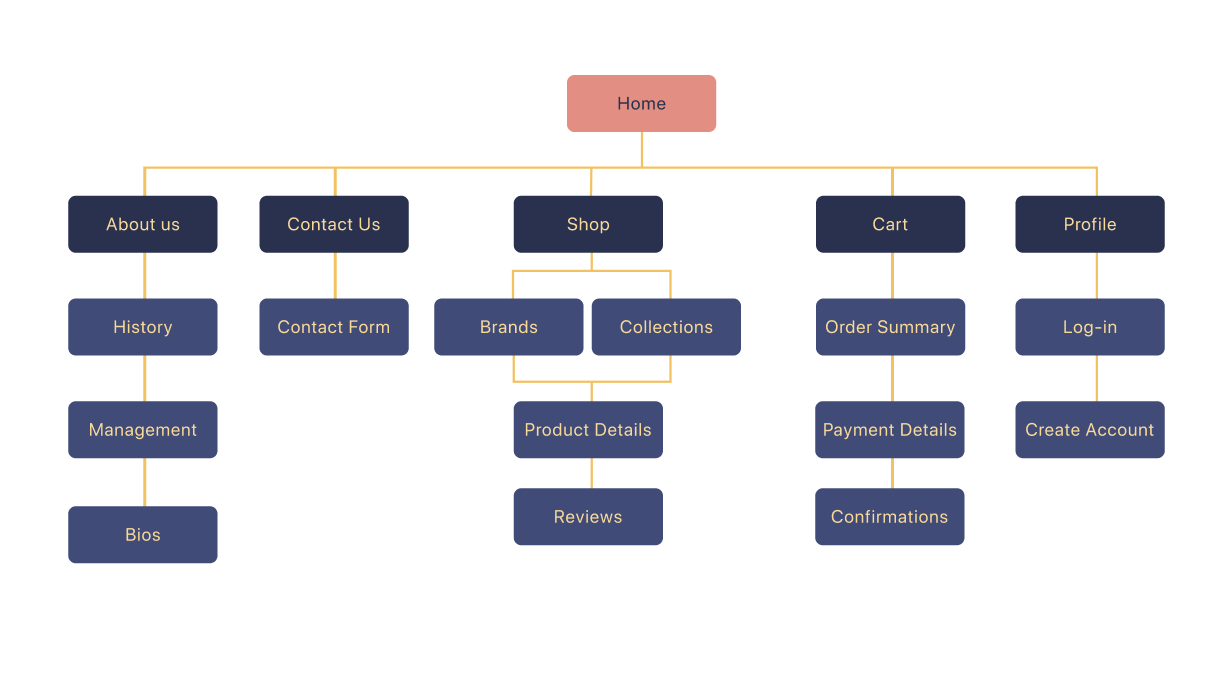 Home
About us
Contact Us
Shop
Cart
Profile
History
Contact Form
Brands
Collections
Order Summary
Log-in
Management
Product Details
Payment Details
Create Account
Reviews
Confirmations
Bios